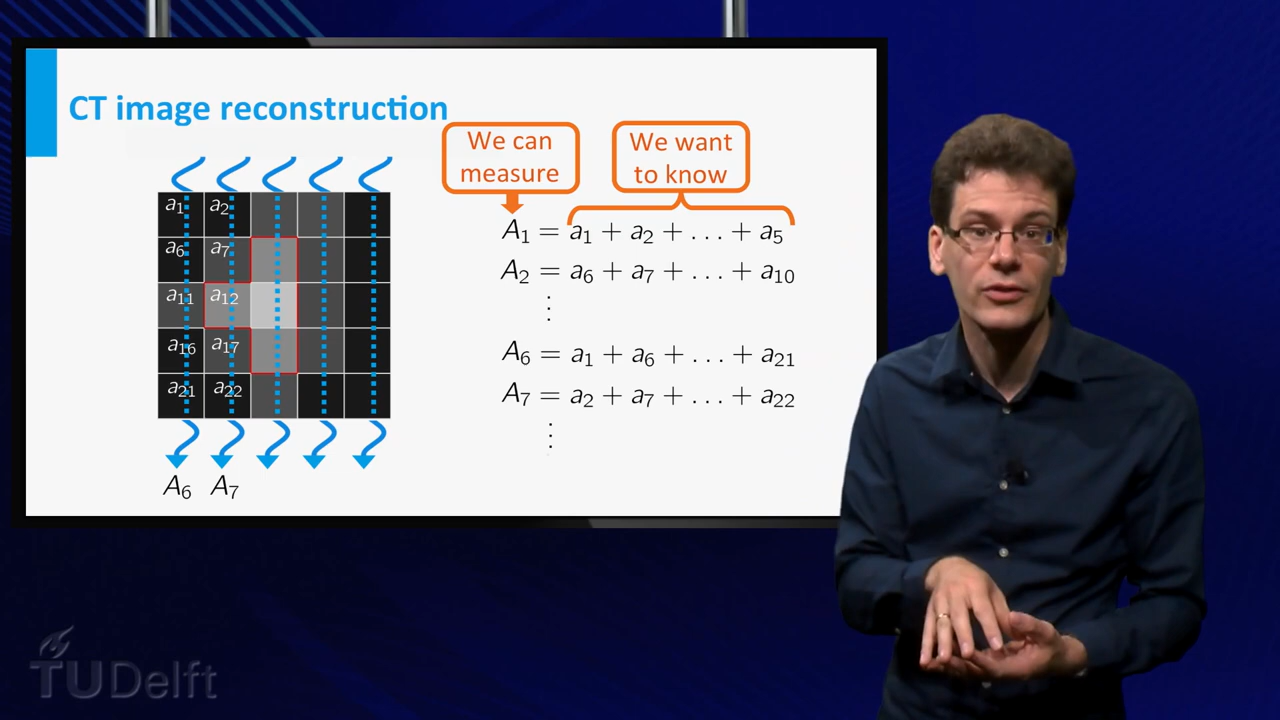 CT image reconstruction
We can
measure
We want
to know
a₁ a₂
a₆ a₇
a₁₁ a₁₂
a₁₆ a₁₇
a₂₁ a₂₂
A₆ A₇
A₁ = a₁ + a₂ + . . . + a₅
A₂ = a₆ + a₇ + . . . + a₁₀
⋮
A₆ = a₁ + a₆ + . . . + a₂₁
A₇ = a₂ + a₇ + . . . + a₂₂
⋮
TUDelft